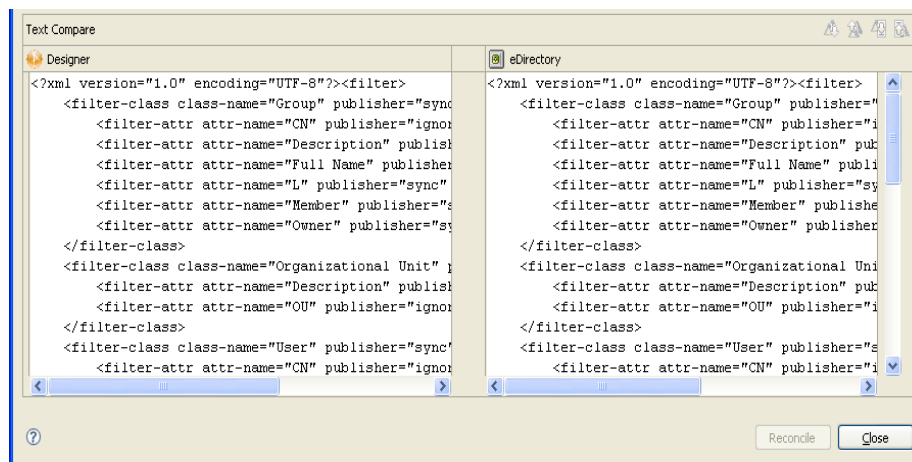 Text Compare
Designer
<?xml version="1.0" encoding="UTF-8"?><filter>
<filter-class class-name="Group" publisher="sync
<filter-attr attr-name="CN" publisher="ignor
<filter-attr attr-name="Description" publish
<filter-attr attr-name="Full Name" publisher
<filter-attr attr-name="L" publisher="sync"
<filter-attr attr-name="Member" publisher="s
<filter-attr attr-name="Owner" publisher="sy
</filter-class>
<filter-class class-name="Organizational Unit" p
<filter-attr attr-name="Description" publish
<filter-attr attr-name="OU" publisher="ignor
</filter-class>
<filter-class class-name="User" publisher="sync"
<filter-attr attr-name="CN" publisher="ignor
eDirectory
<?xml version="1.0" encoding="UTF-8"?><filter>
<filter-class class-name="Group" publisher="
<filter-attr attr-name="CN" publisher="i
<filter-attr attr-name="Description" pub
<filter-attr attr-name="Full Name" publi
<filter-attr attr-name="L" publisher="sy
<filter-attr attr-name="Member" publishe
<filter-attr attr-name="Owner" publisher
</filter-class>
<filter-class class-name="Organizational Uni
<filter-attr attr-name="Description" pub
<filter-attr attr-name="OU" publisher="i
</filter-class>
<filter-class class-name="User" publisher="s
<filter-attr attr-name="CN" publisher="i
Reconcile
Close